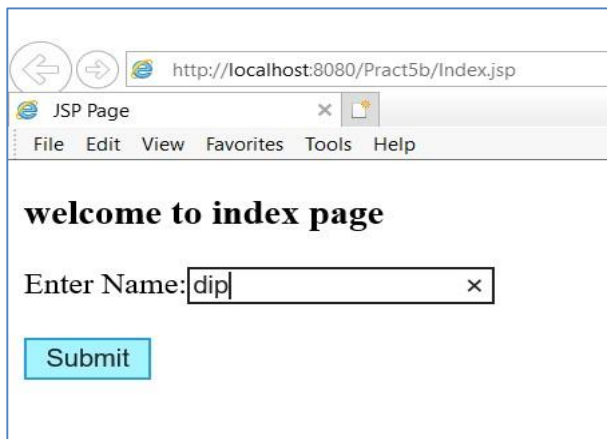 http://localhost:8080/Pract5b/Index.jsp
JSP Page
File Edit View Favorites Tools Help
welcome to index page
Enter Name: dip
Submit